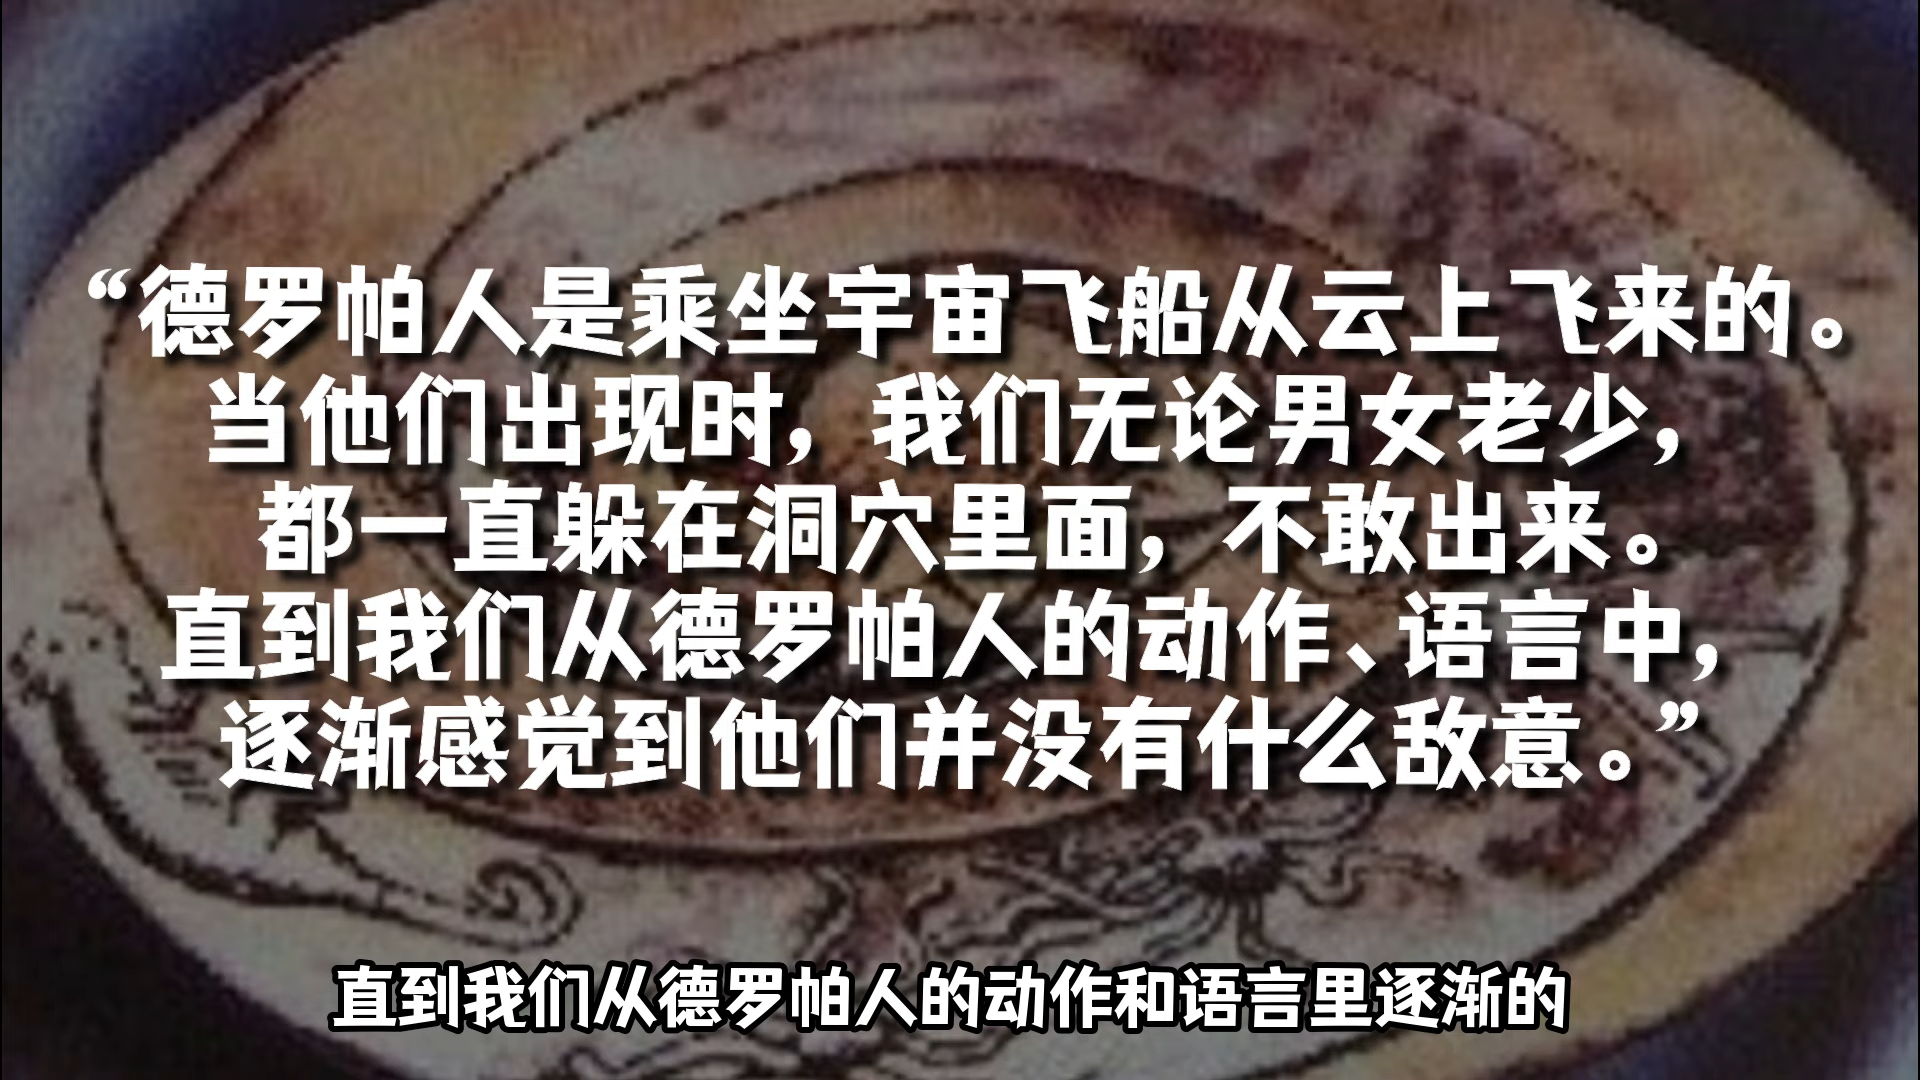 “德罗帕人是乘坐宇宙飞船从云上飞来的。
当他们出现时，我们无论男女老少，
都一直躲在洞穴里面，不敢出来。
直到我们从德罗帕人的动作、语言中，
逐渐感觉到他们并没有什么敌意。”
直到我们从德罗帕人的动作和语言里逐渐的